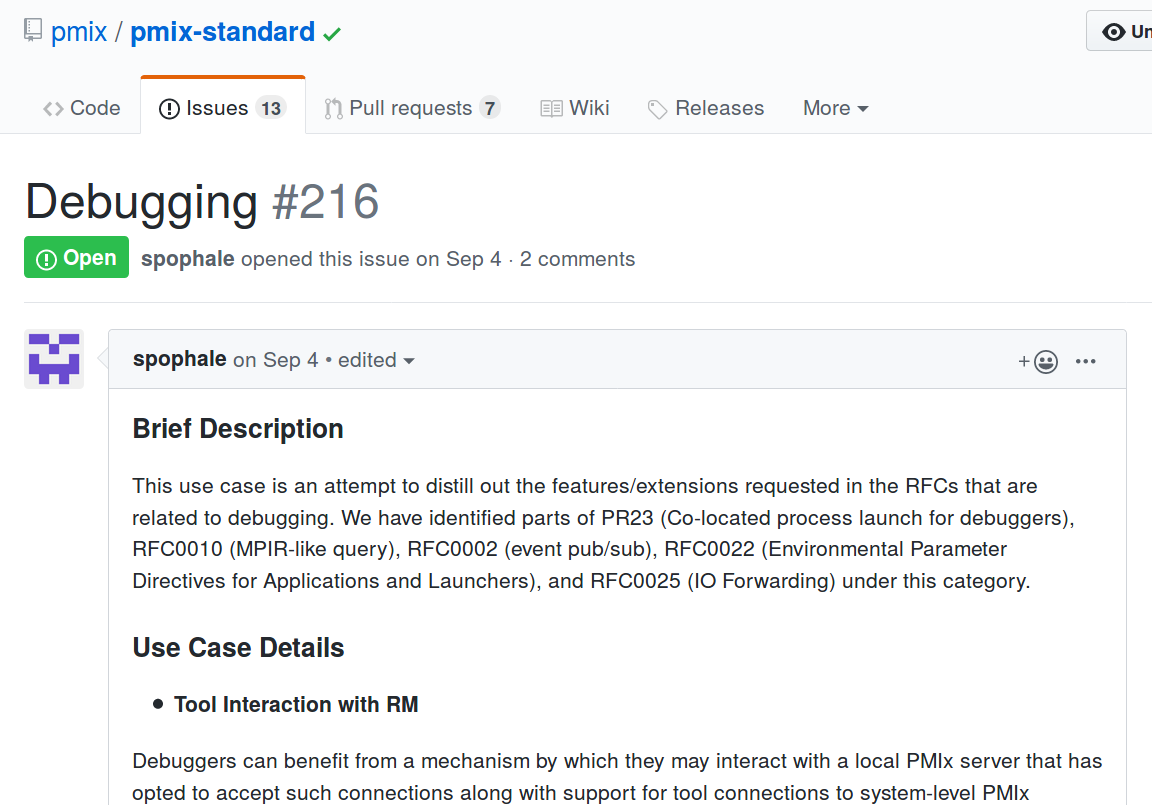 pmix / pmix-standard
Code Issues 13 Pull requests 7 Wiki Releases More
Debugging #216
Open spophale opened this issue on Sep 4 · 2 comments
spophale on Sep 4 • edited
Brief Description
This use case is an attempt to distill out the features/extensions requested in the RFCs that are
related to debugging. We have identified parts of PR23 (Co-located process launch for debuggers),
RFC0010 (MPIR-like query), RFC0002 (event pub/sub), RFC0022 (Environmental Parameter
Directives for Applications and Launchers), and RFC0025 (IO Forwarding) under this category.
Use Case Details
• Tool Interaction with RM
Debuggers can benefit from a mechanism by which they may interact with a local PMIx server that has
opted to accept such connections along with support for tool connections to system-level PMIx